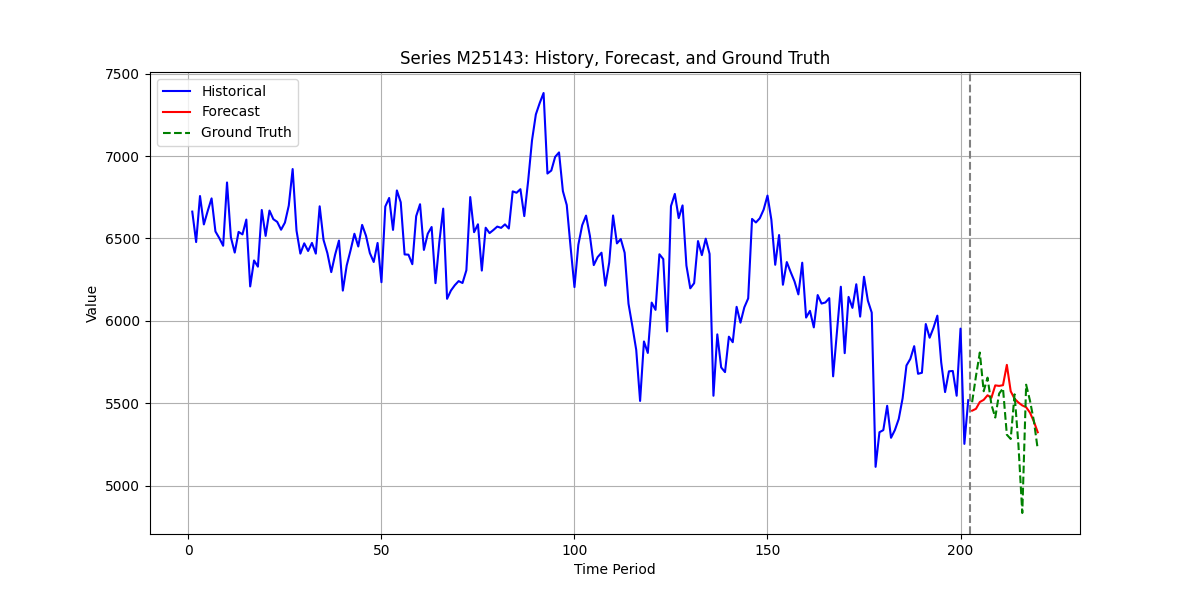 Series M25143: History, Forecast, and Ground Truth
Historical
Forecast
Ground Truth
7500
7000
6500
6000
5500
5000
Value
0 50 100 150 200
Time Period